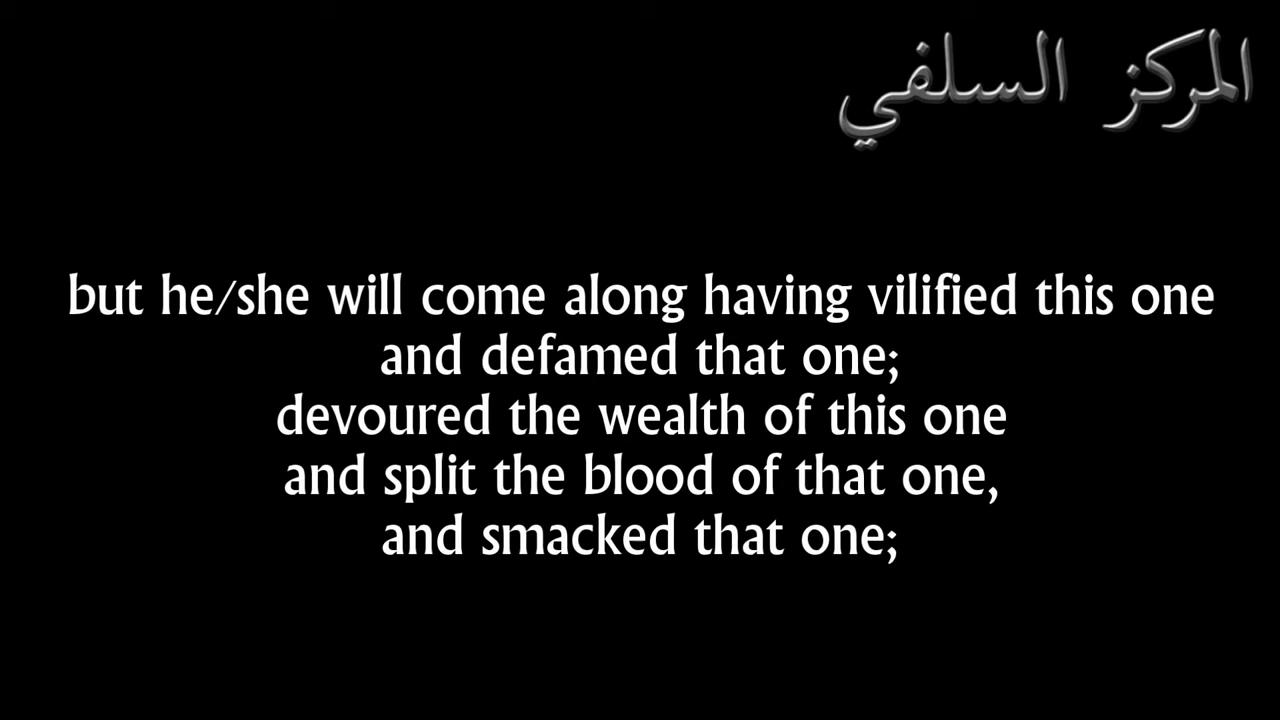 المركز السلفي
but he/she will come along having vilified this one
and defamed that one;
devoured the wealth of this one
and split the blood of that one,
and smacked that one;